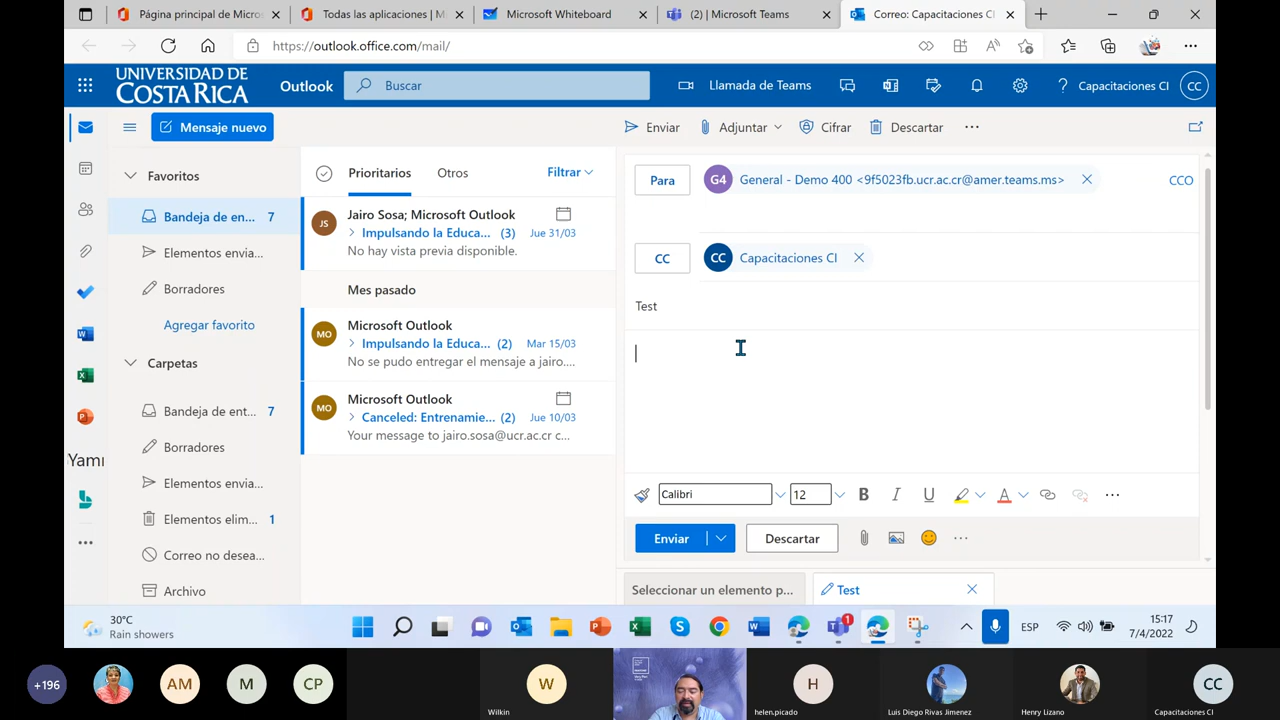 Página principal de Micros
Todas las aplicaciones | M
Microsoft Whiteboard
(2) | Microsoft Teams
Correo: Capacitaciones CI
https://outlook.office.com/mail/
UNIVERSIDAD DE
COSTA RICA
Outlook
Buscar
Llamada de Teams
Capacitaciones CI
CC
Mensaje nuevo
Enviar
Adjuntar
Cifrar
Descartar
Favoritos
Bandeja de en... 7
Elementos envia...
Borradores
Agregar favorito
Carpetas
Bandeja de ent... 7
Borradores
Elementos envia...
Elementos elim... 1
Correo no desea...
Archivo
Yamm
Prioritarios
Otros
Filtrar
JS
Jairo Sosa; Microsoft Outlook
Impulsando la Educa... (3) Jue 31/03
No hay vista previa disponible.
Mes pasado
MO
Microsoft Outlook
Impulsando la Educa... (2) Mar 15/03
No se pudo entregar el mensaje a jairo....
MO
Microsoft Outlook
Canceled: Entrenamie... (2) Jue 10/03
Your message to jairo.sosa@ucr.ac.cr c...
Para
G4
General - Demo 400 <9f5023fb.ucr.ac.cr@amer.teams.ms>
CCO
CC
CC
Capacitaciones CI
Test
Calibri
12
B
I
U
A
Enviar
Descartar
Seleccionar un elemento p...
Test
30°C
Rain showers
1
ESP
15:17
7/4/2022
+196
AM
M
CP
W
Wilkin
H
helen.picado
Luis Diego Rivas Jimenez
Henry Lizano
CC
Capacitaciones CI